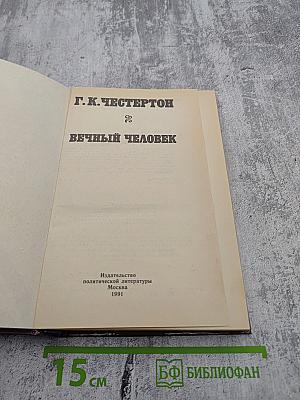 Г. К. ЧЕСТЕРТОН
ВЕЧНЫЙ ЧЕЛОВЕК
Издательство
политической литературы
Москва
1991
15 см
БФ БИБЛИОФАН